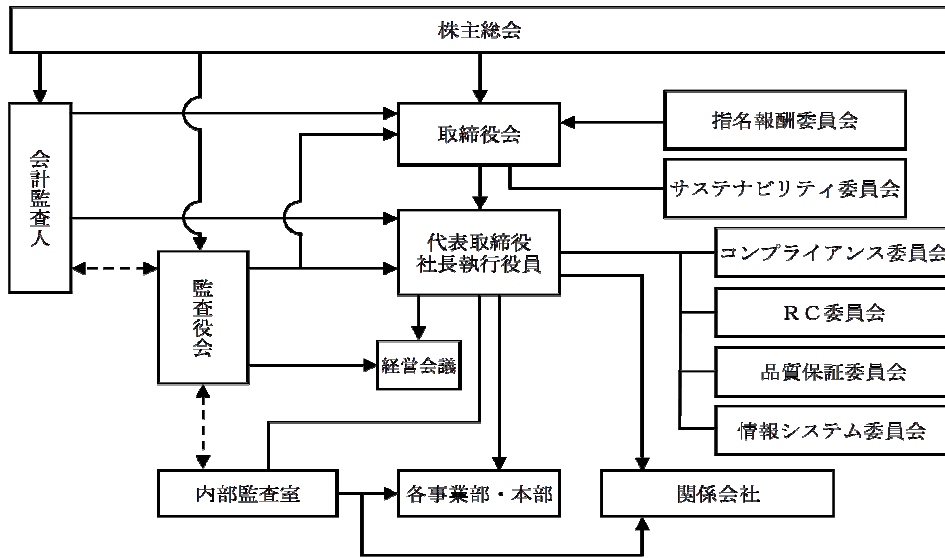 株主総会
会計監査人
取締役会
指名報酬委員会
サステナビリティ委員会
代表取締役
社長執行役員
監査役会
コンプライアンス委員会
ＲＣ委員会
経営会議
品質保証委員会
情報システム委員会
内部監査室
各事業部・本部
関係会社